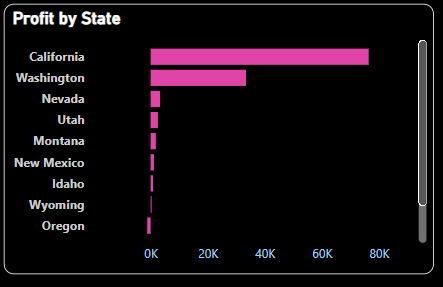 Profit by State
California
Washington
Nevada
Utah
Montana
New Mexico
Idaho
Wyoming
Oregon
0K 20K 40K 60K 80K